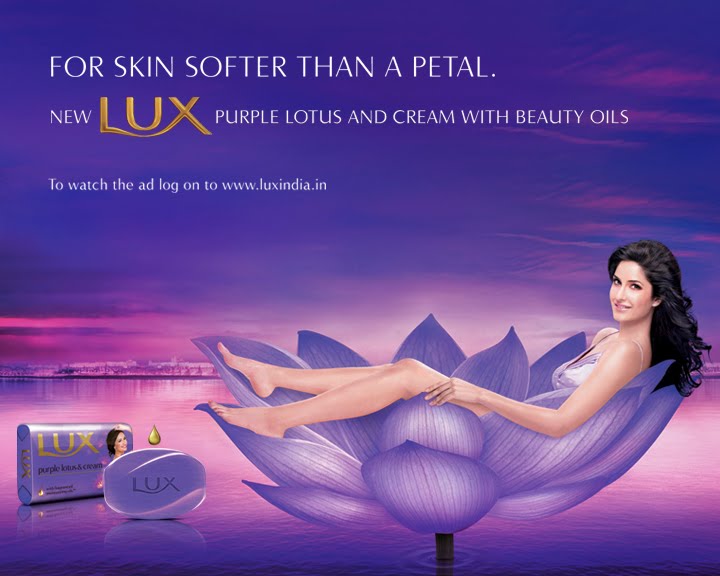 FOR SKIN SOFTER THAN A PETAL.
NEW LUX PURPLE LOTUS AND CREAM WITH BEAUTY OILS
To watch the ad log on to www.luxindia.in
LUX
LUX
purple lotus & cream
LUX